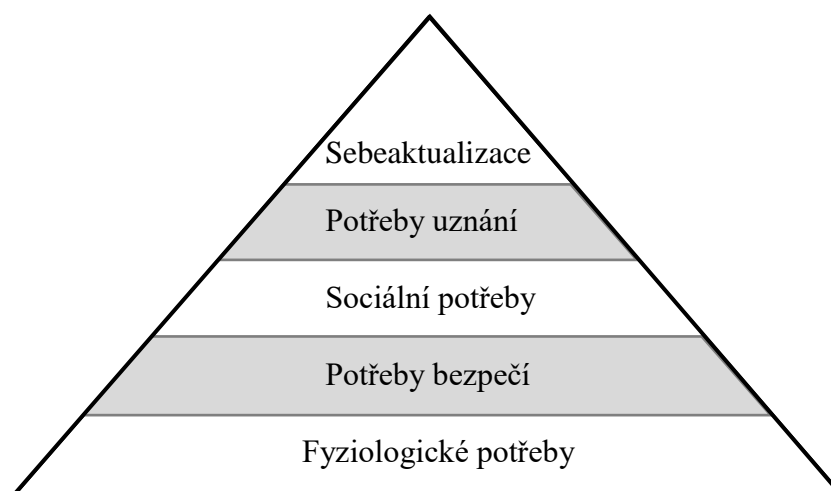 Sebeaktualizace
Potřeby uznání
Sociální potřeby
Potřeby bezpečí
Fyziologické potřeby